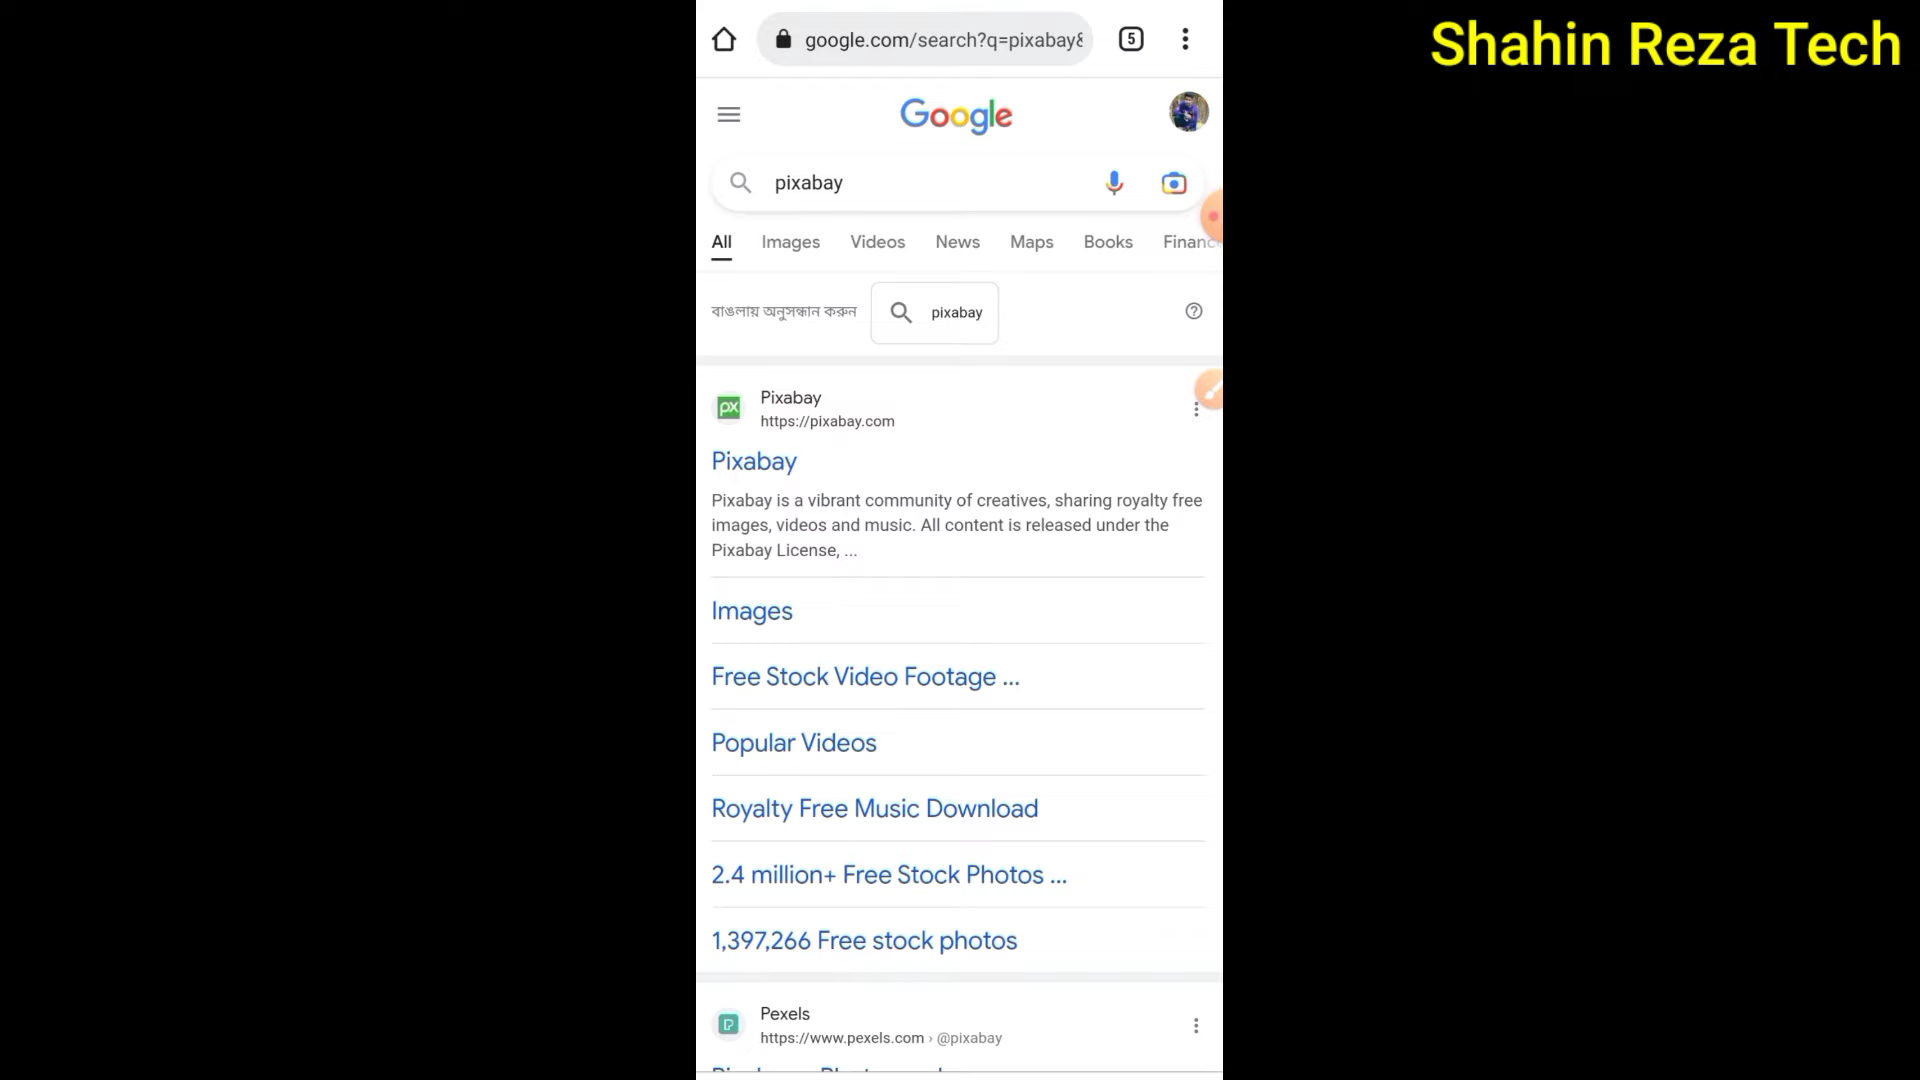 Shahin Reza Tech
google.com/search?q=pixabay&
5
Google
pixabay
All Images Videos News Maps Books Financ
বাঙলায় অনুসন্ধান করুন pixabay
px
Pixabay
https://pixabay.com
Pixabay
Pixabay is a vibrant community of creatives, sharing royalty free
images, videos and music. All content is released under the
Pixabay License, ...
Images
Free Stock Video Footage ...
Popular Videos
Royalty Free Music Download
2.4 million+ Free Stock Photos ...
1,397,266 Free stock photos
Pexels
https://www.pexels.com › @pixabay